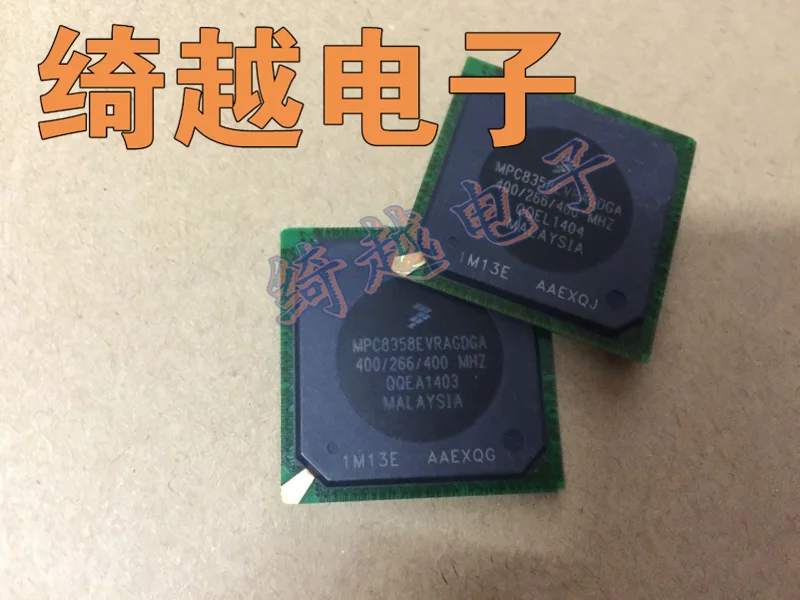 绮越电子
MPC8358EVRAGDGA
400/266/400 MHZ
QQEL1404
MALAYSIA
1M13E AAEXQJ
绮越电子
MPC8358EVRAGDGA
400/266/400 MHZ
QQEA1403
MALAYSIA
1M13E AAEXQG